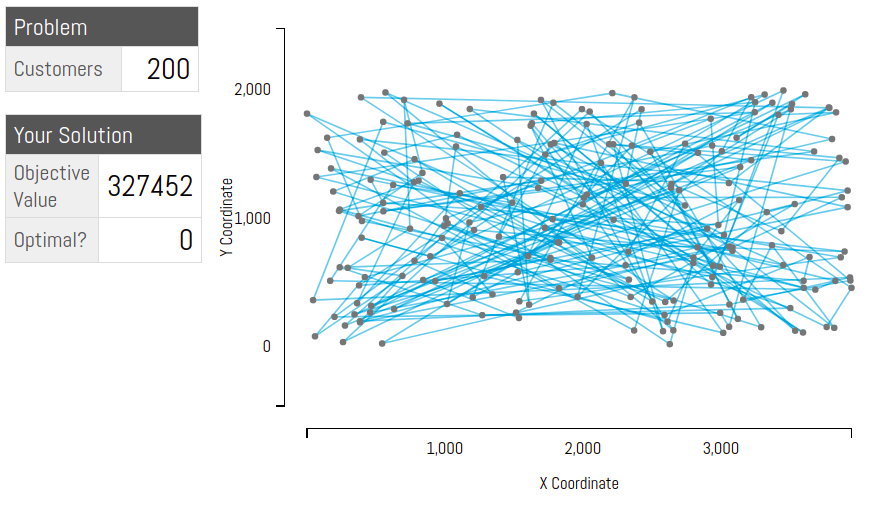 Problem
Customers 200
Your Solution
Objective Value 327452
Optimal? 0
Y Coordinate
2,000
1,000
0
1,000 2,000 3,000
X Coordinate